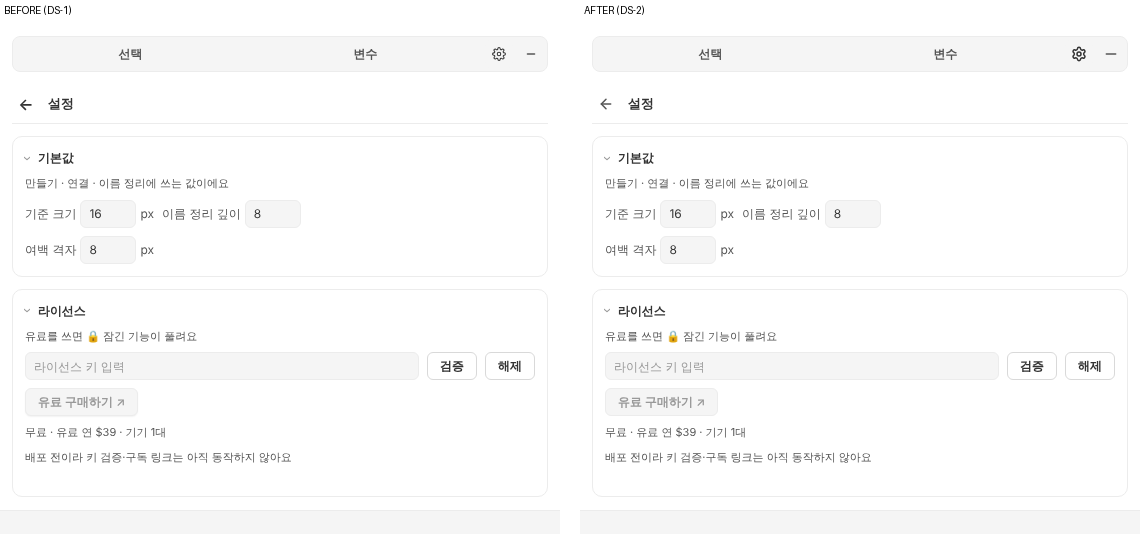 BEFORE (DS-1)
선택 변수
설정
기본값
만들기 · 연결 · 이름 정리에 쓰는 값이에요
기준 크기 16 px 이름 정리 깊이 8
여백 격자 8 px
라이선스
유료를 쓰면 🔒 잠긴 기능이 풀려요
라이선스 키 입력 검증 해제
유료 구매하기 ↗
무료 · 유료 연 $39 · 기기 1대
배포 전이라 키 검증·구독 링크는 아직 동작하지 않아요
AFTER (DS-2)
선택 변수
설정
기본값
만들기 · 연결 · 이름 정리에 쓰는 값이에요
기준 크기 16 px 이름 정리 깊이 8
여백 격자 8 px
라이선스
유료를 쓰면 🔒 잠긴 기능이 풀려요
라이선스 키 입력 검증 해제
유료 구매하기 ↗
무료 · 유료 연 $39 · 기기 1대
배포 전이라 키 검증·구독 링크는 아직 동작하지 않아요